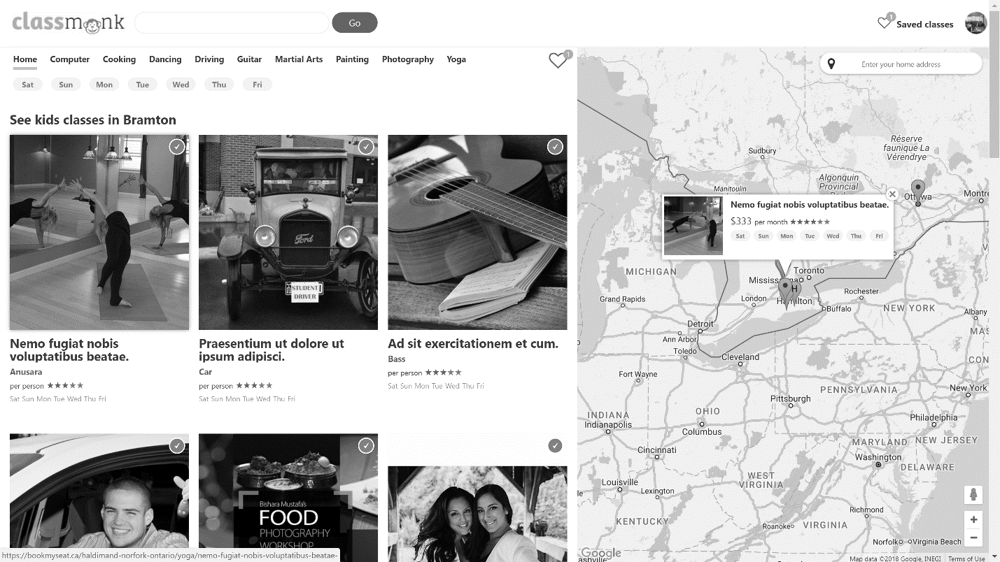 classmonk
Go
1
Saved classes
Home Computer Cooking Dancing Driving Guitar Martial Arts Painting Photography Yoga
1
Sat Sun Mon Tue Wed Thu Fri
See kids classes in Bramton
Ford
STUDENT
DRIVER
Nemo fugiat nobis
voluptatibus beatae.
Anusara
per person ★★★★★
Sat Sun Mon Tue Wed Thu Fri
Praesentium ut dolore ut
ipsum adipisci.
Car
per person ★★★★★
Sat Sun Mon Tue Wed Thu Fri
Ad sit exercitationem et cum.
Bass
per person ★★★★★
Sat Sun Mon Tue Wed Thu Fri
Bishara Mustafa's
FOOD
PHOTOGRAPHY
WORKSHOP
https://bookmyseat.ca/haldimand-norfork-ontario/yoga/nemo-fugiat-nobis-voluptatibus-beatae-
Enter your home address
Réserve
faunique La
Vérendrye
Sudbury
Algonquin
Provincial
Manitoulin
Ottawa
Montre
Nemo fugiat nobis voluptatibus beatae.
$333 per month ★★★★★★
Sat Sun Mon Tue Wed Thu Fri
MICHIGAN
Toronto
Mississauga
H
Hamilton
London
Rochester
Grand Rapids
Buffalo
NEW YORK
Albany
Detroit
MAS
Ann Arbor
Toledo
Cleveland
CON
Fort Wayne
PENNSYLVANIA
New York
Pittsburgh
OHIO
INDIANA
Indianapolis
Philadelphia
Columbus
MARYLAND
NEW JERSEY
Cincinnati
Washington
DELAWARE
WEST
VIRGINIA
Louisville
Lexington
Richmond
KENTUCKY
Roanoke
VIRGINIA
Norfolk
Virginia Beach
Google
ashville
Map data ©2018 Google, INEGI Terms of Use